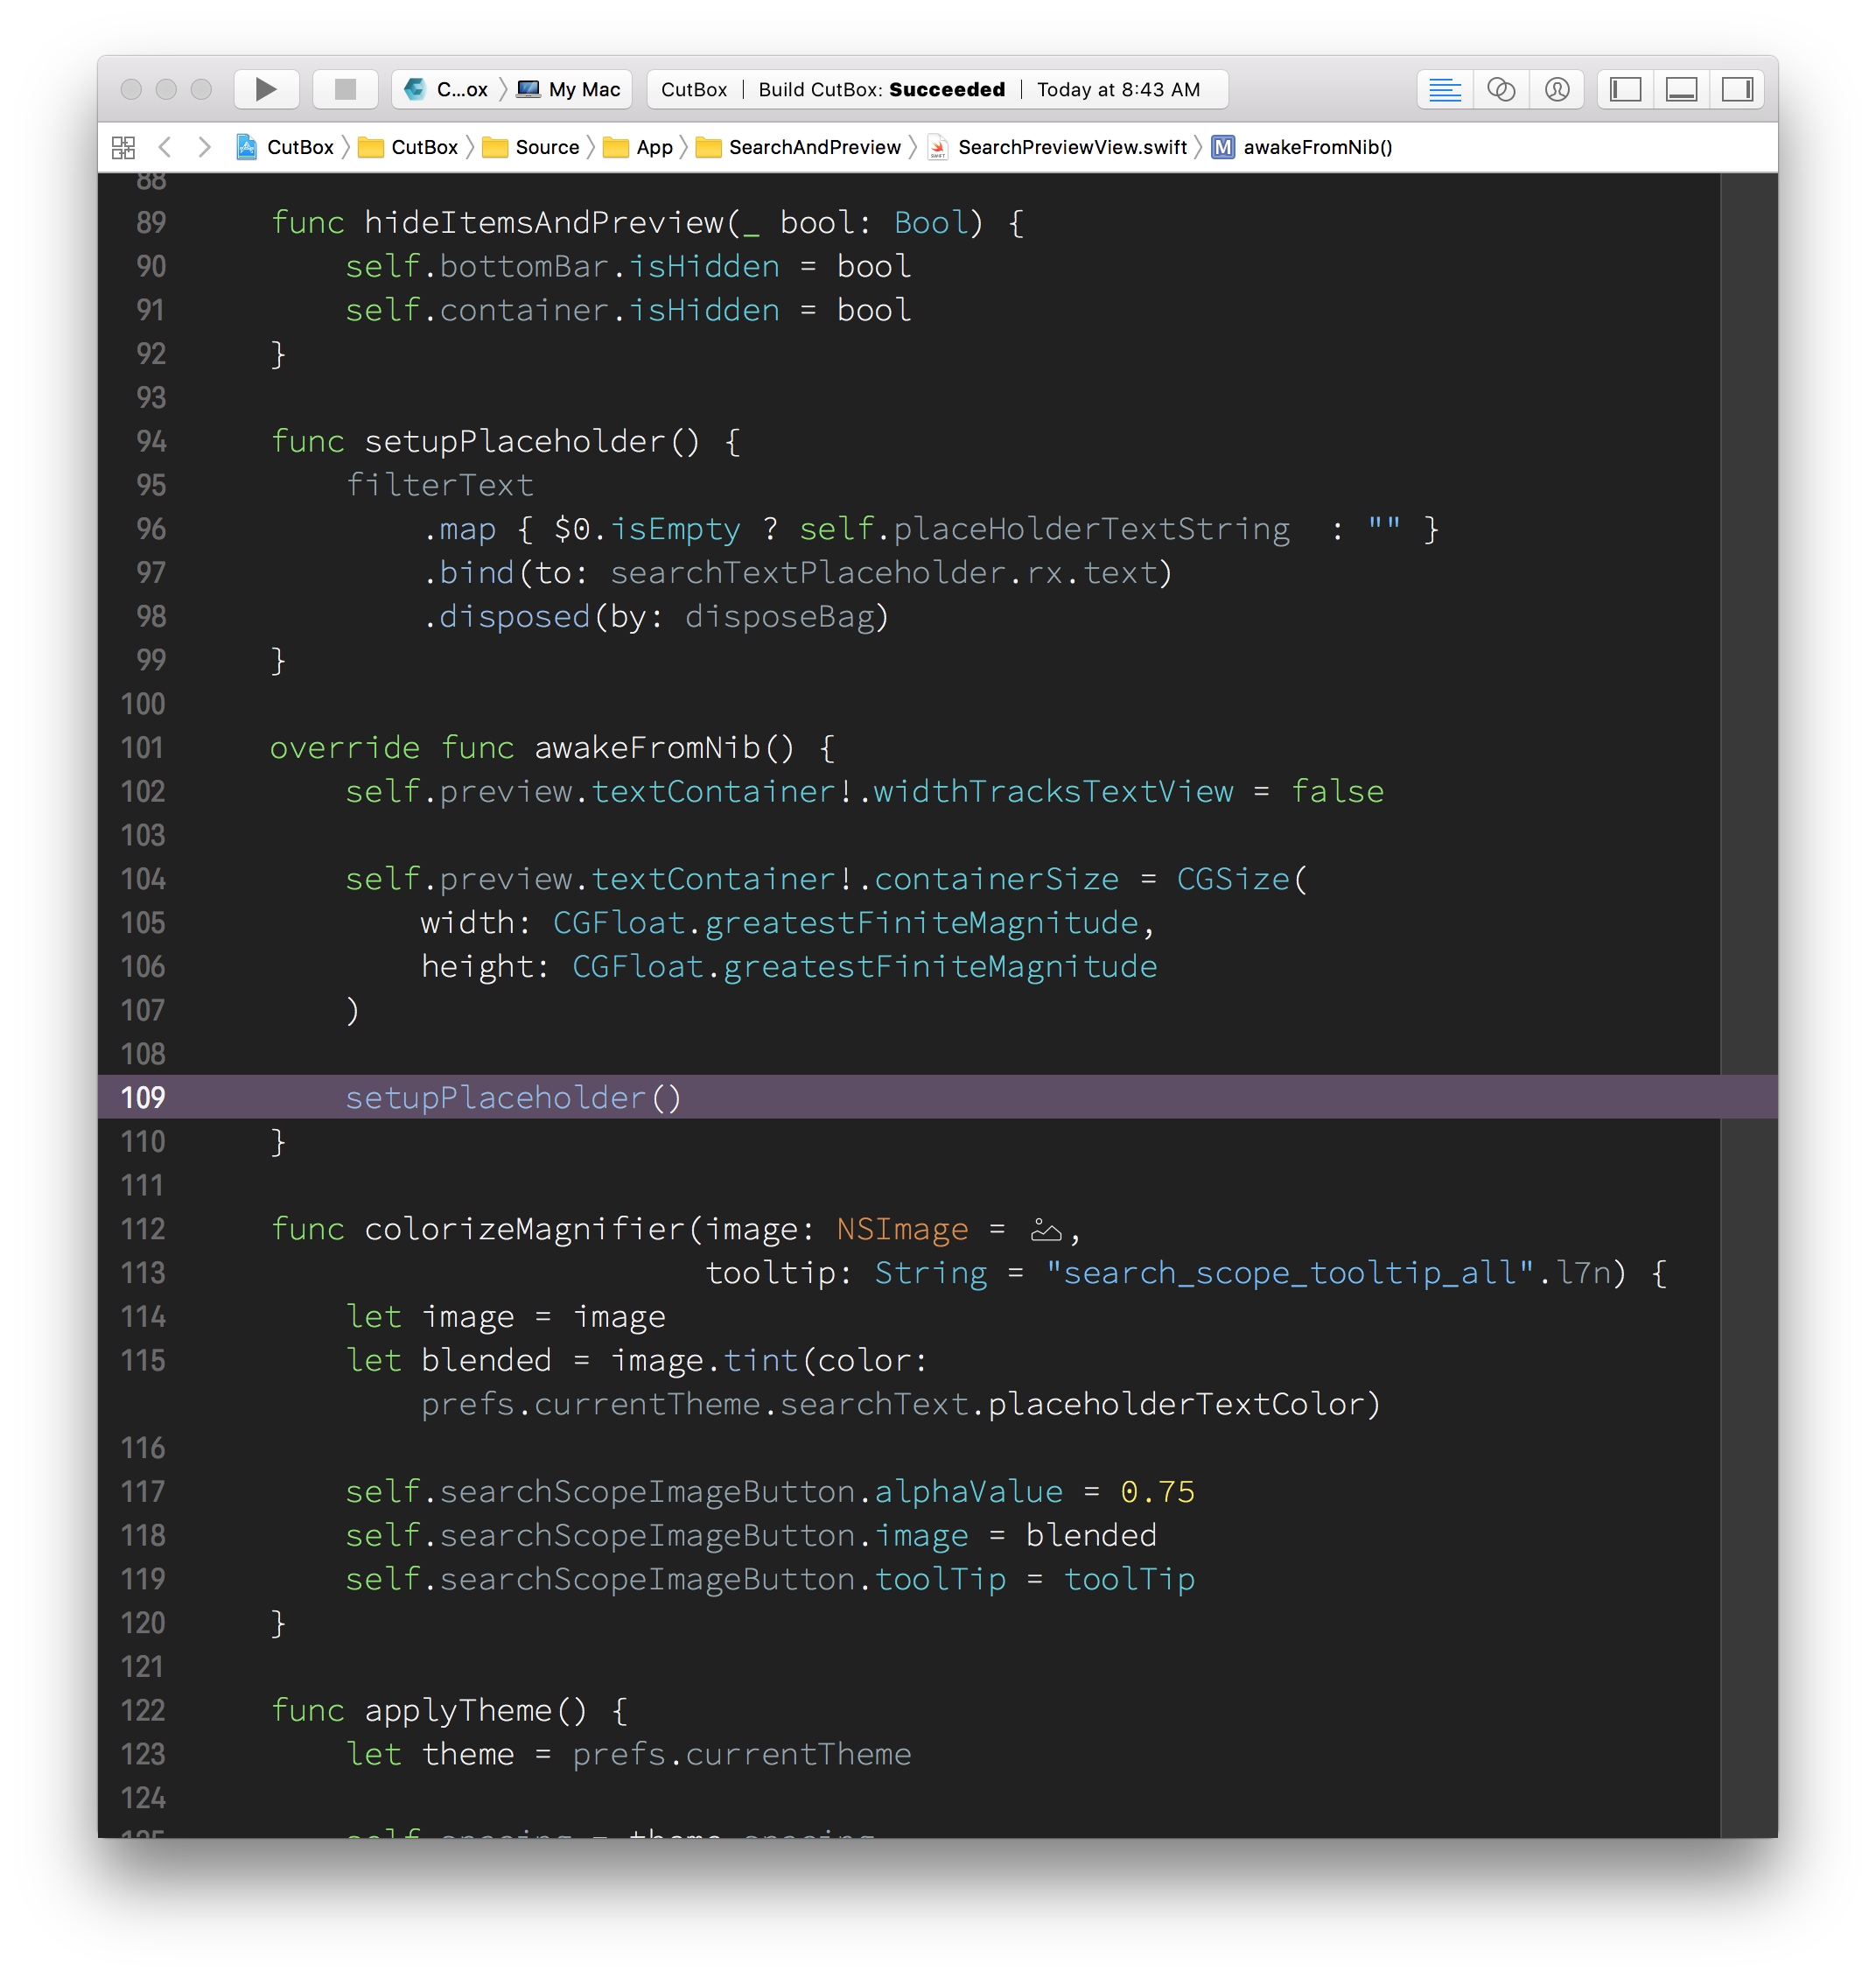 C...ox My Mac CutBox | Build CutBox: Succeeded | Today at 8:43 AM
CutBox CutBox Source App SearchAndPreview SearchPreviewView.swift M awakeFromNib()
88
89 func hideItemsAndPreview(_ bool: Bool) {
90 self.bottomBar.isHidden = bool
91 self.container.isHidden = bool
92 }
93
94 func setupPlaceholder() {
95 filterText
96 .map { $0.isEmpty ? self.placeHolderTextString  : "" }
97 .bind(to: searchTextPlaceholder.rx.text)
98 .disposed(by: disposeBag)
99 }
100
101 override func awakeFromNib() {
102 self.preview.textContainer!.widthTracksTextView = false
103
104 self.preview.textContainer!.containerSize = CGSize(
105 width: CGFloat.greatestFiniteMagnitude,
106 height: CGFloat.greatestFiniteMagnitude
107 )
108
109 setupPlaceholder()
110 }
111
112 func colorizeMagnifier(image: NSImage = ,
113 tooltip: String = "search_scope_tooltip_all".l7n) {
114 let image = image
115 let blended = image.tint(color:
prefs.currentTheme.searchText.placeholderTextColor)
116
117 self.searchScopeImageButton.alphaValue = 0.75
118 self.searchScopeImageButton.image = blended
119 self.searchScopeImageButton.toolTip = toolTip
120 }
121
122 func applyTheme() {
123 let theme = prefs.currentTheme
124
125 self.spacing = theme.spacing